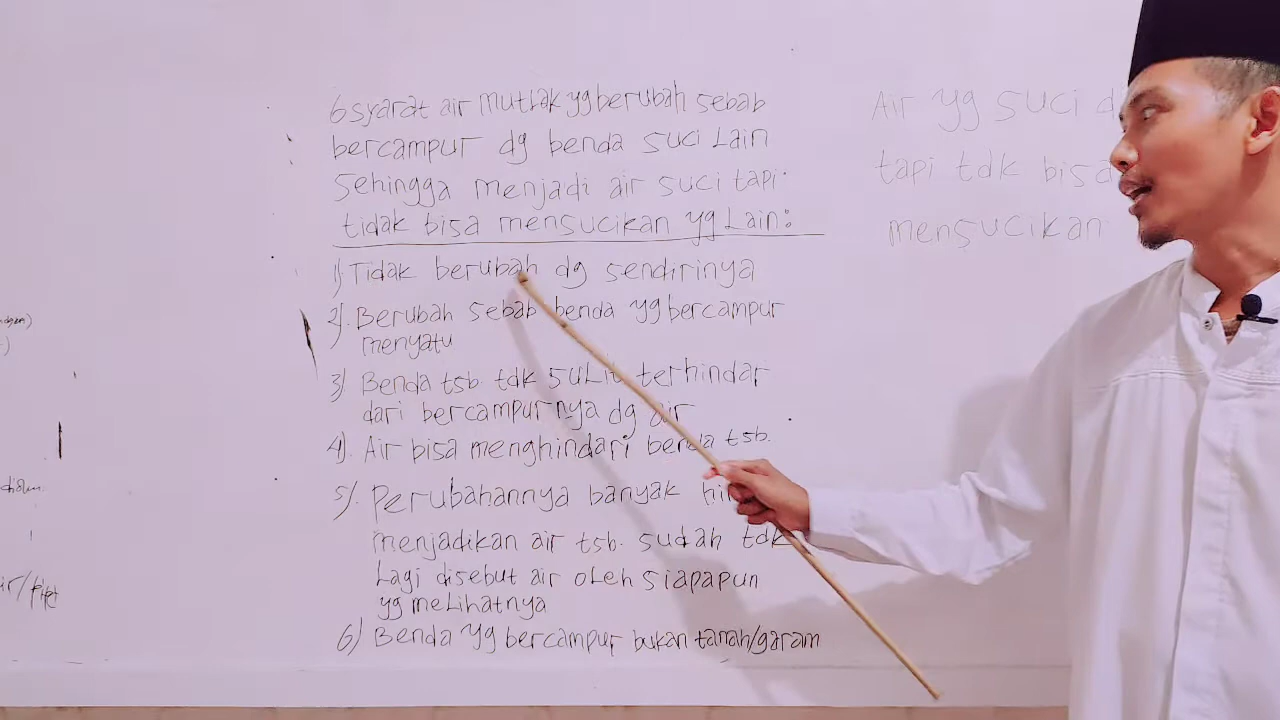 6 syarat air mutlak yg berubah sebab
bercampur dg benda suci Lain
Sehingga menjadi air suci tapi
tidak bisa mensucikan yg Lain:
1) Tidak berubah dg sendirinya
2). Berubah sebab benda yg bercampur
menyatu
3) Benda tsb. tdk suLit terhindar
dari bercampurnya dg air
4). Air bisa menghindari benda tsb.
5). Perubahannya banyak
menjadikan air tsb. sudah tdk
Lagi disebut air oLeh siapapun
yg meLihatnya
6) Benda yg bercampur bukan tanah/garam
Air yg suci
tapi tdk bisa
mensucikan